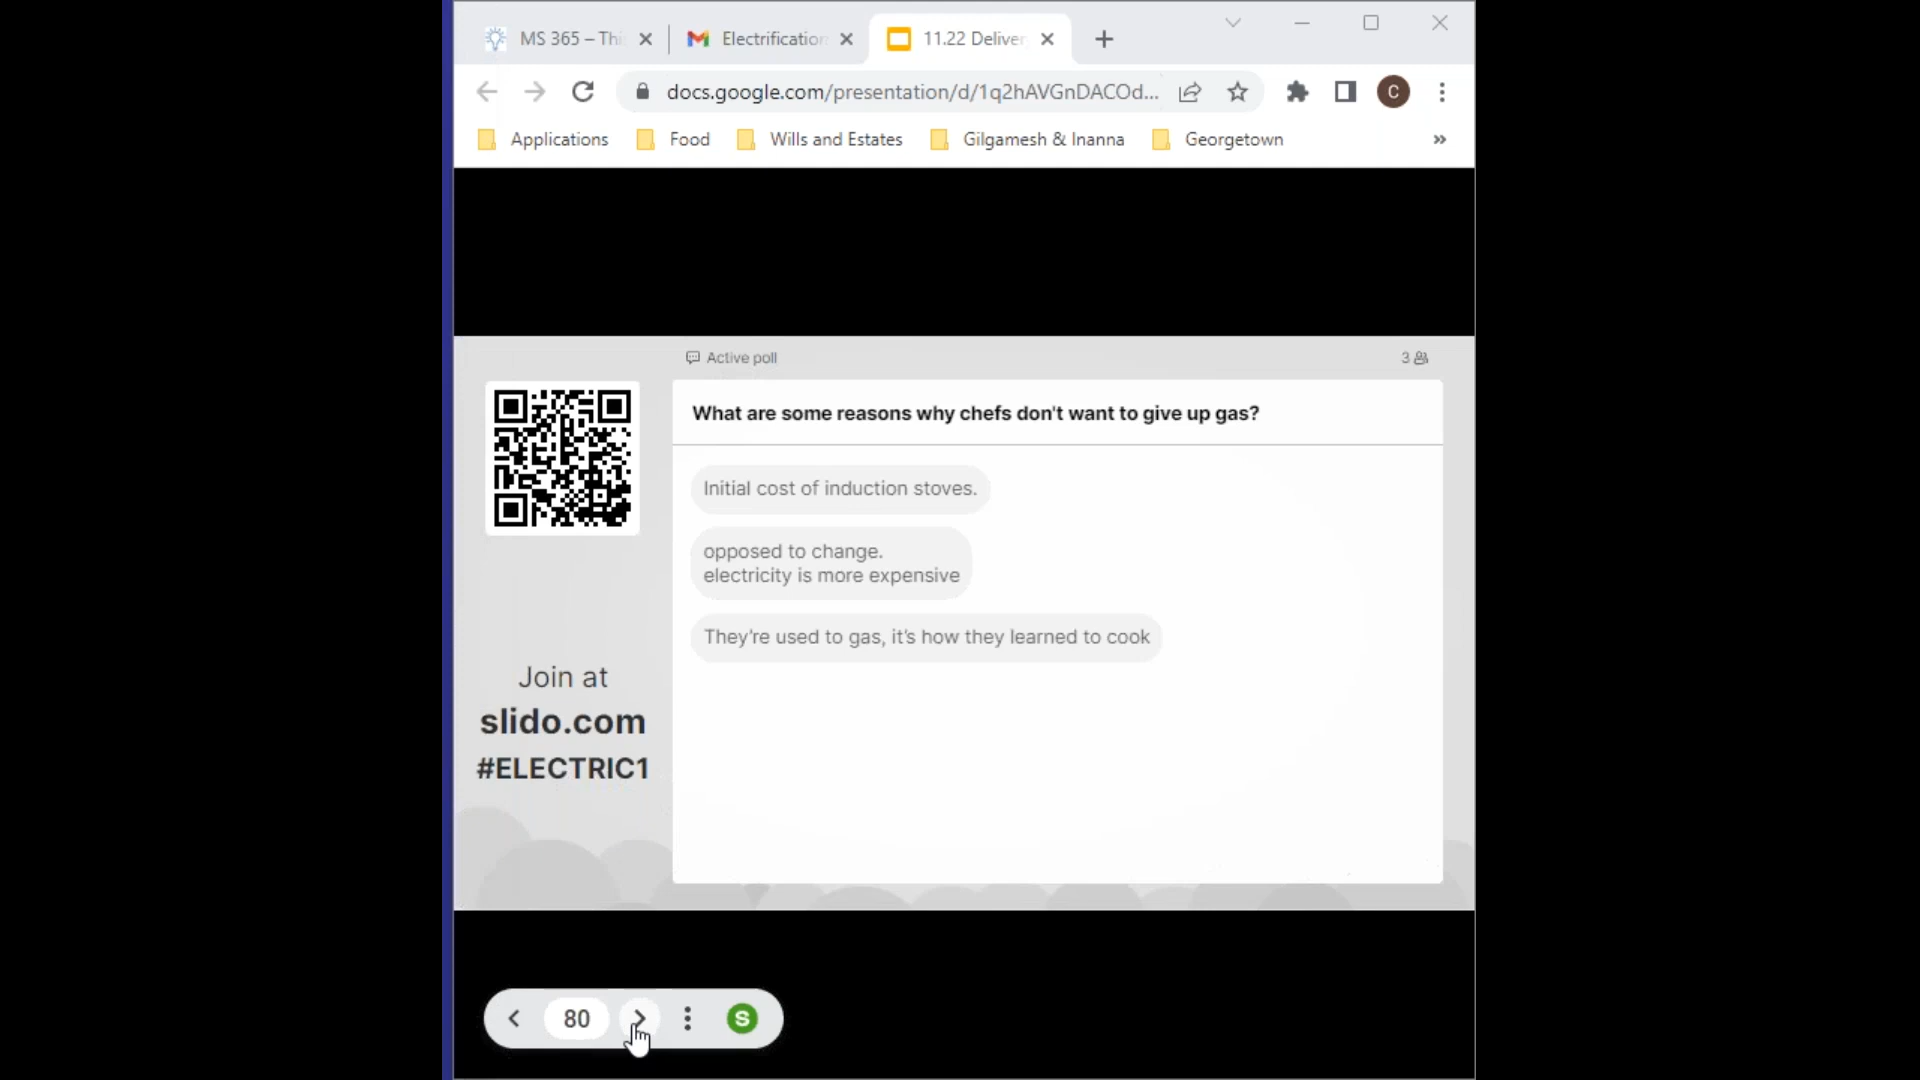 MS 365 – Thi
Electrification
11.22 Deliver
docs.google.com/presentation/d/1q2hAVGnDACOd...
C
Applications
Food
Wills and Estates
Gilgamesh & Inanna
Georgetown
»
Active poll
3
What are some reasons why chefs don't want to give up gas?
Initial cost of induction stoves.
opposed to change.
electricity is more expensive
They're used to gas, it's how they learned to cook
Join at
slido.com
#ELECTRIC1
80
S